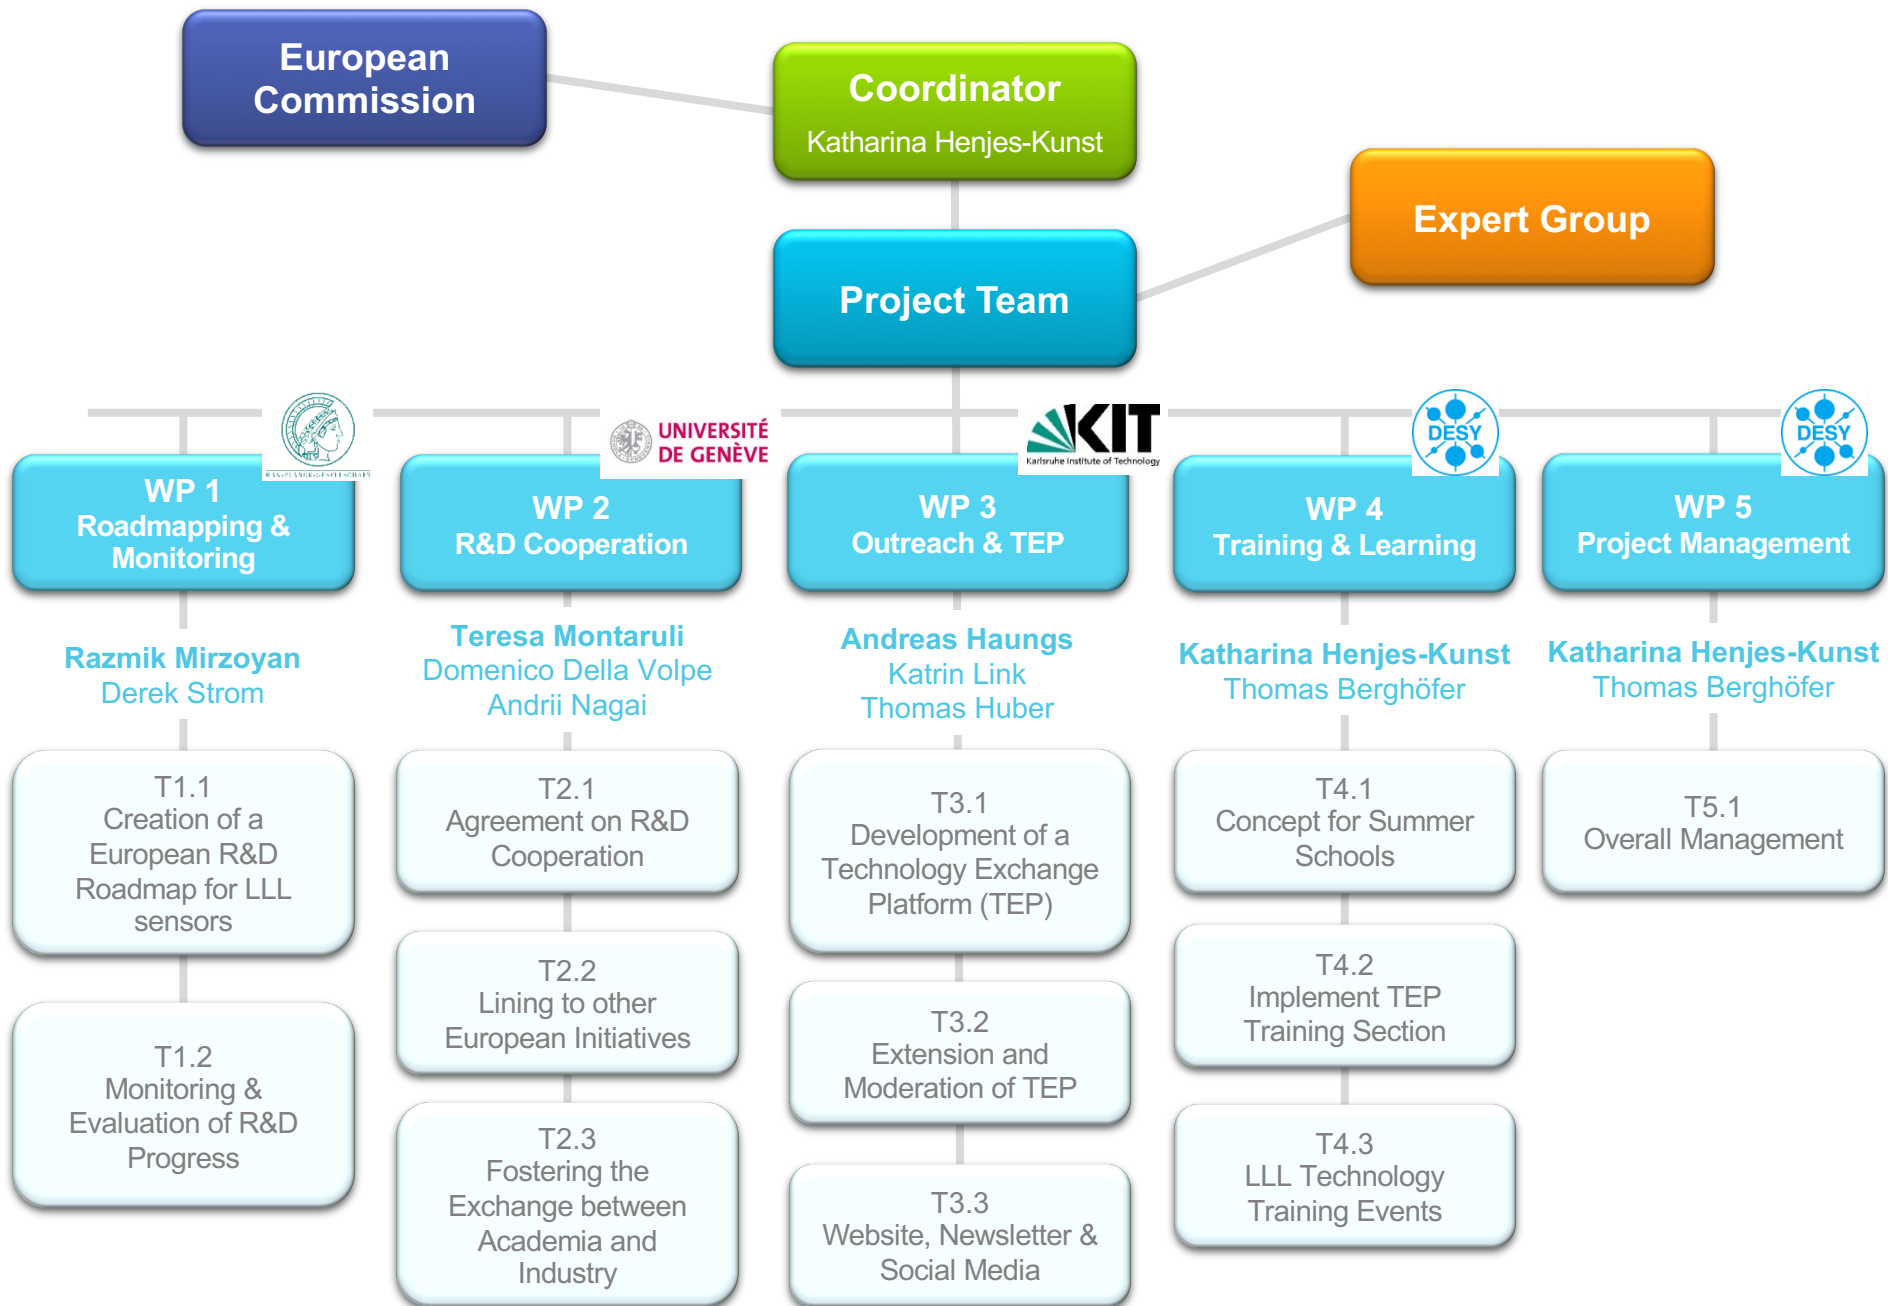 European
Commission
Coordinator
Katharina Henjes-Kunst
Expert Group
Project Team
MAX-PLANCK-GESELLSCHAFT
UNIVERSITÉ
DE GENÈVE
KIT
Karlsruhe Institute of Technology
DESY
DESY
WP 1
Roadmapping &
Monitoring
WP 2
R&D Cooperation
WP 3
Outreach & TEP
WP 4
Training & Learning
WP 5
Project Management
Razmik Mirzoyan
Derek Strom
Teresa Montaruli
Domenico Della Volpe
Andrii Nagai
Andreas Haungs
Katrin Link
Thomas Huber
Katharina Henjes-Kunst
Thomas Berghöfer
Katharina Henjes-Kunst
Thomas Berghöfer
T1.1
Creation of a
European R&D
Roadmap for LLL
sensors
T1.2
Monitoring &
Evaluation of R&D
Progress
T2.1
Agreement on R&D
Cooperation
T2.2
Lining to other
European Initiatives
T2.3
Fostering the
Exchange between
Academia and
Industry
T3.1
Development of a
Technology Exchange
Platform (TEP)
T3.2
Extension and
Moderation of TEP
T3.3
Website, Newsletter &
Social Media
T4.1
Concept for Summer
Schools
T4.2
Implement TEP
Training Section
T4.3
LLL Technology
Training Events
T5.1
Overall Management